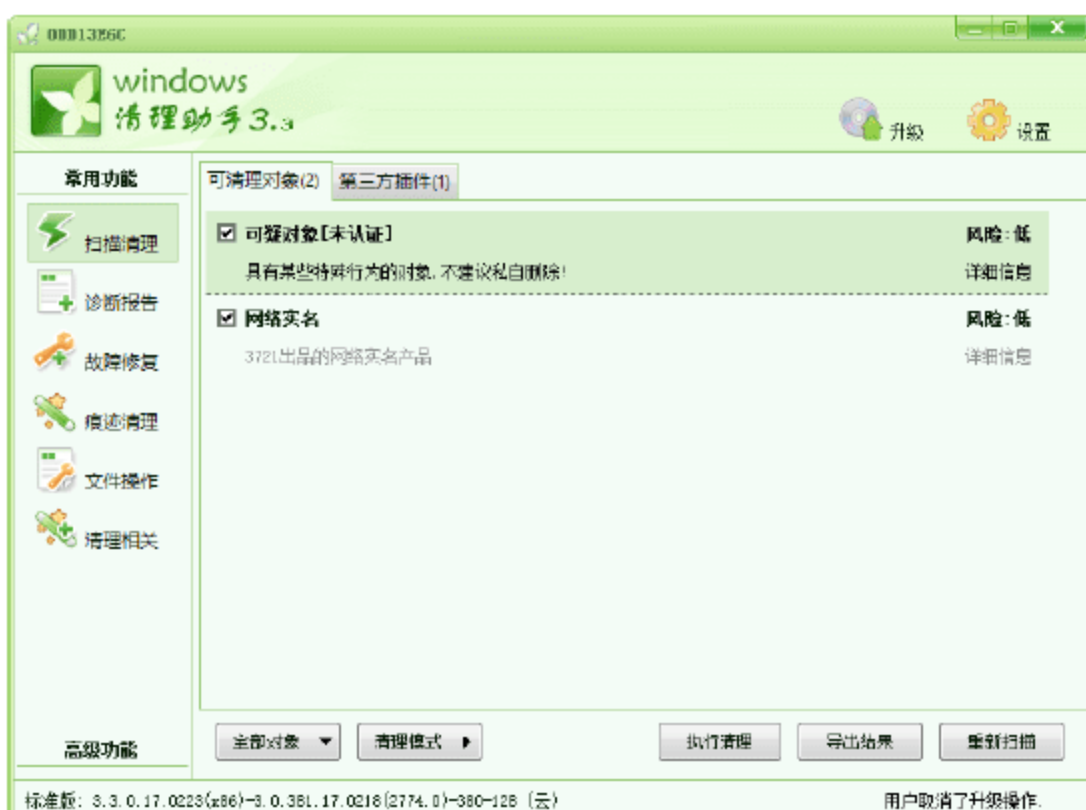 0DD13E6C
windows
清理助手3.3
升级
设置
常用功能
扫描清理
诊断报告
故障修复
痕迹清理
文件操作
清理相关
高级功能
可清理对象(2) 第三方插件(1)
可疑对象[未认证] 风险:低
具有某些特殊行为的对象,不建议私自删除! 详细信息
网络实名 风险:低
3721出品的网络实名产品 详细信息
全部对象 清理模式 执行清理 导出结果 重新扫描
标准版: 3.3.0.17.0223(x86)-3.0.381.17.0218(2774.0)-380-128 (云) 用户取消了升级操作.